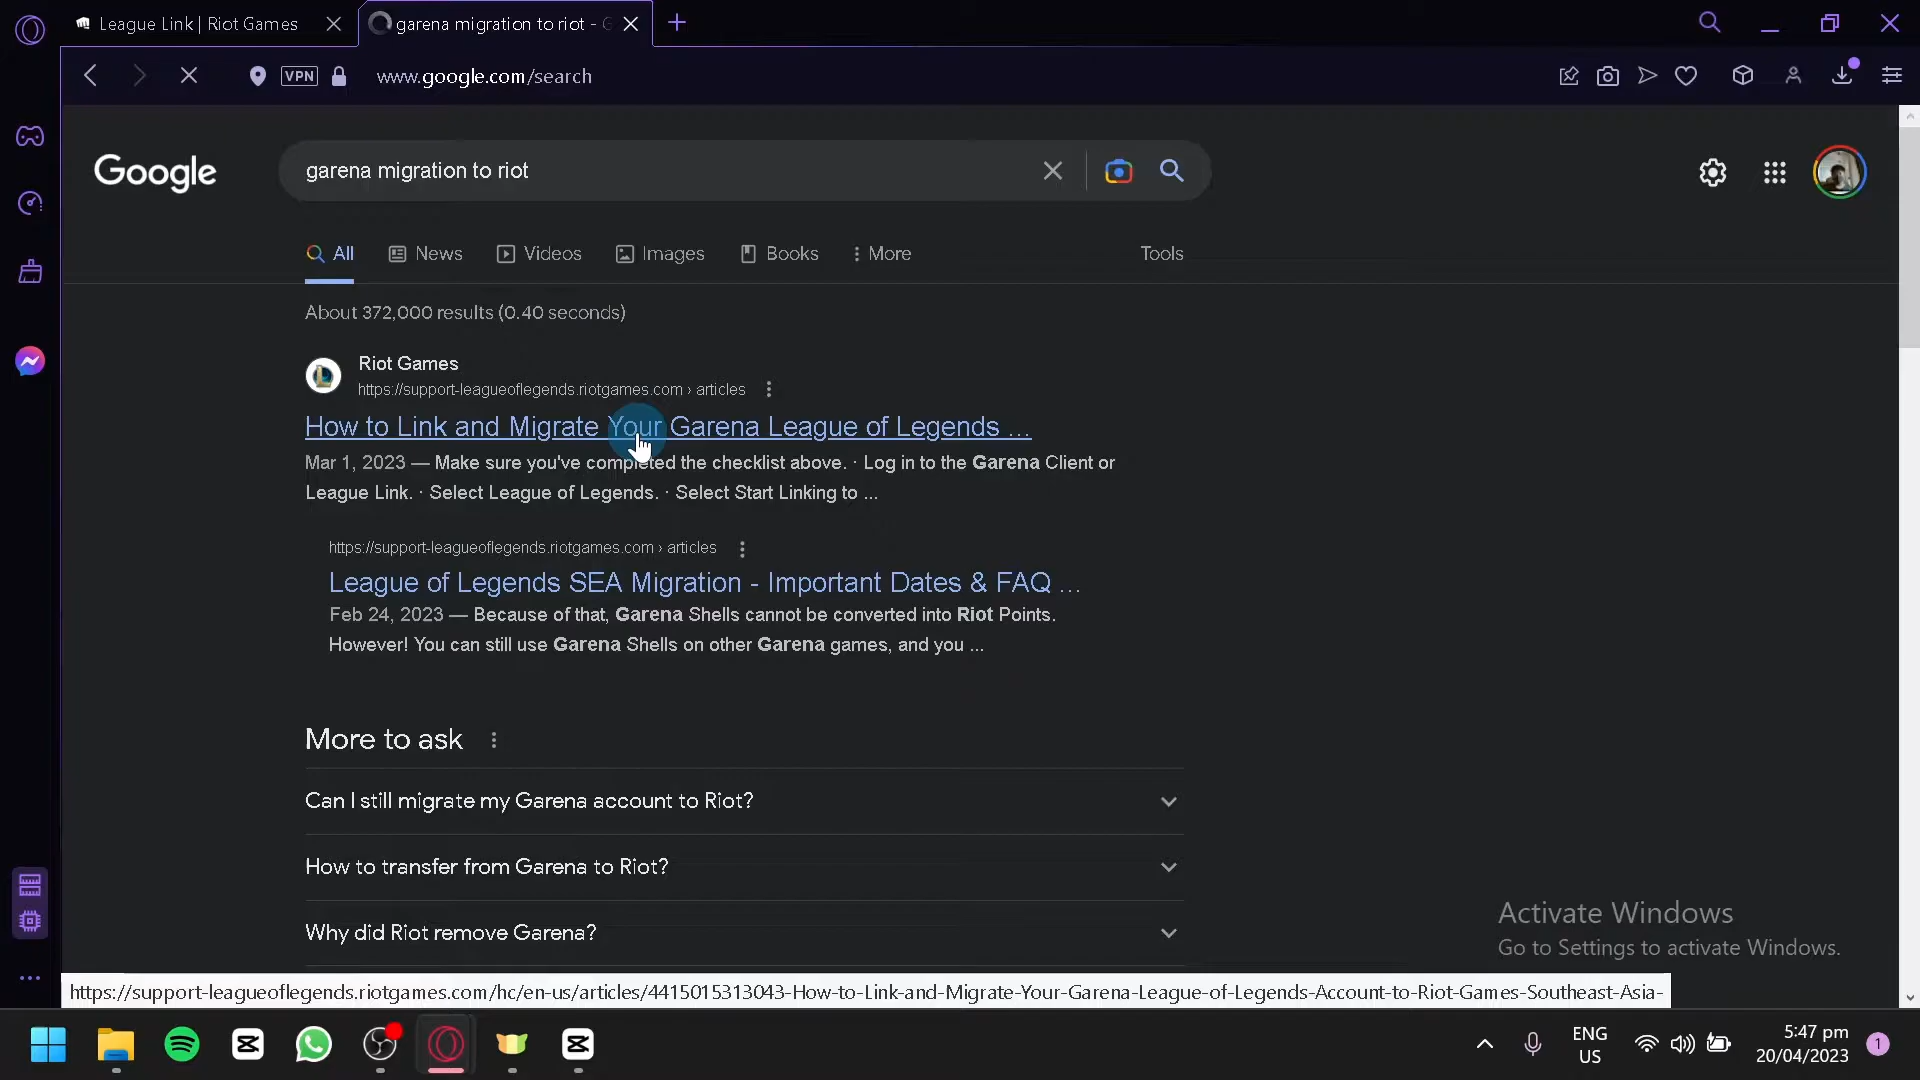 League Link | Riot Games
garena migration to riot - G
VPN
www.google.com/search
Google
garena migration to riot
All
News
Videos
Images
Books
More
Tools
About 372,000 results (0.40 seconds)
Riot Games
https://support-leagueoflegends.riotgames.com › articles
How to Link and Migrate Your Garena League of Legends ...
Mar 1, 2023 — Make sure you've completed the checklist above. · Log in to the Garena Client or
League Link. · Select League of Legends. · Select Start Linking to ...
https://support-leagueoflegends.riotgames.com › articles
League of Legends SEA Migration - Important Dates & FAQ ...
Feb 24, 2023 — Because of that, Garena Shells cannot be converted into Riot Points.
However! You can still use Garena Shells on other Garena games, and you ...
More to ask
Can I still migrate my Garena account to Riot?
How to transfer from Garena to Riot?
Why did Riot remove Garena?
Activate Windows
Go to Settings to activate Windows.
https://support-leagueoflegends.riotgames.com/hc/en-us/articles/4415015313043-How-to-Link-and-Migrate-Your-Garena-League-of-Legends-Account-to-Riot-Games-Southeast-Asia-
ENG
US
5:47 pm
20/04/2023
1